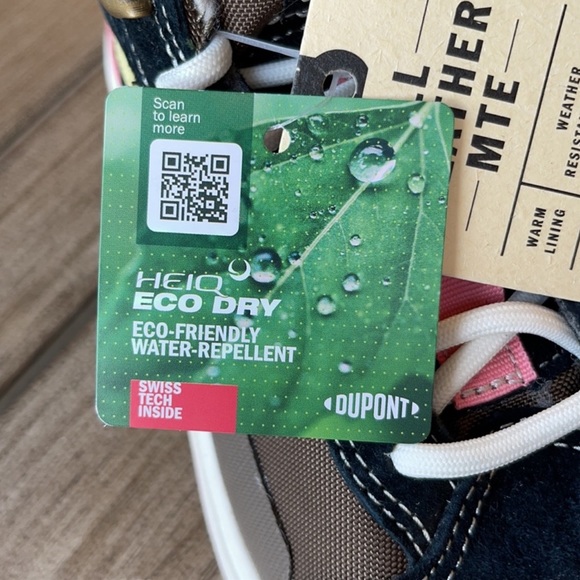 Scan
to learn
more
HEIQ
ECO DRY
ECO-FRIENDLY
WATER-REPELLENT
SWISS
TECH
INSIDE
DUPONT
MTE
WARM
LINING
WEATHER